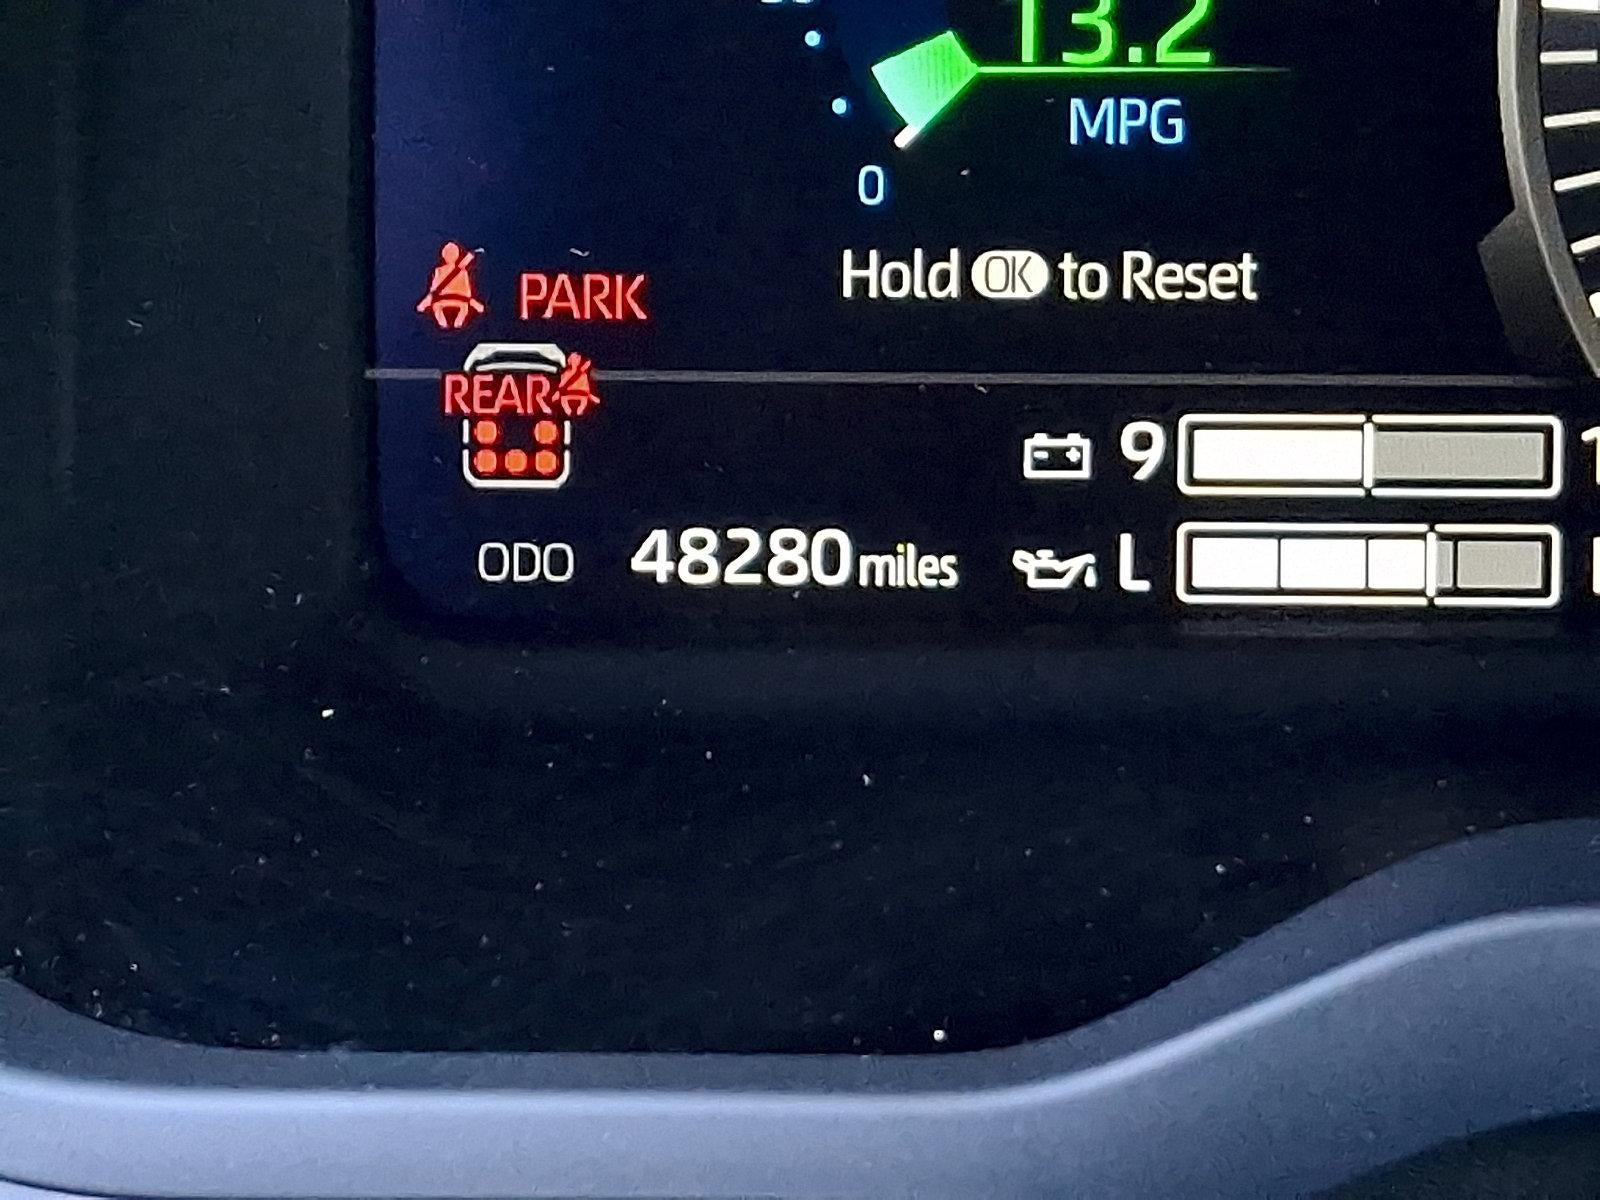 13.2
MPG
0
Hold OK to Reset
PARK
REAR
9
ODO 48280 miles
L